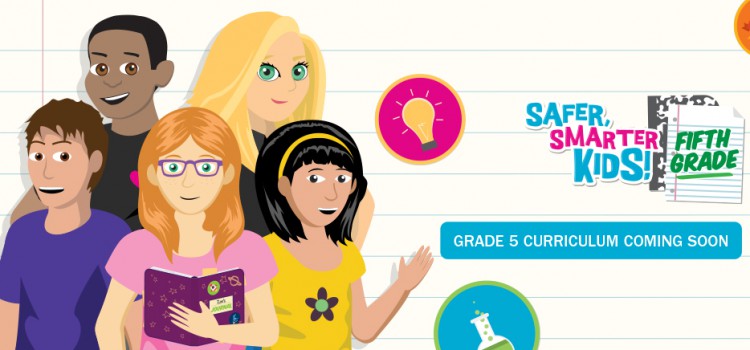 SAFER,
SMARTER
KIDS!
FIFTH
GRADE
GRADE 5 CURRICULUM COMING SOON